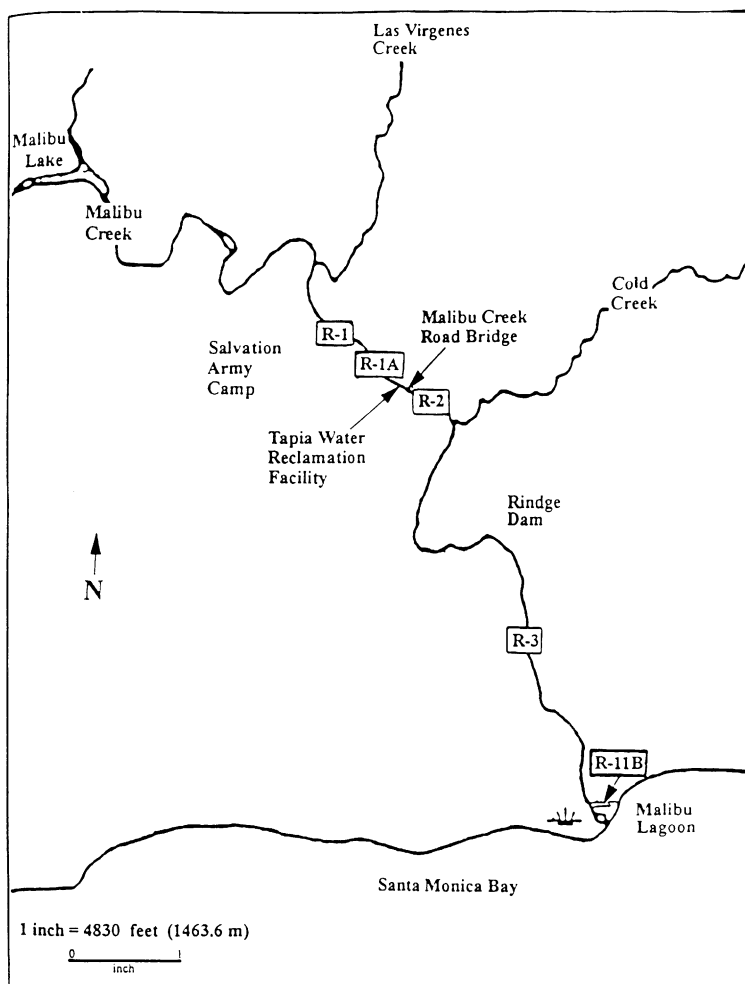 Las Virgenes
Creek
Malibu
Lake
Malibu
Creek
Cold
Creek
Malibu Creek
Road Bridge
R-1
Salvation
Army
Camp
R-1A
R-2
Tapia Water
Reclamation
Facility
Rindge
Dam
N
R-3
R-11B
Malibu
Lagoon
Santa Monica Bay
1 inch = 4830 feet (1463.6 m)
0 1
inch